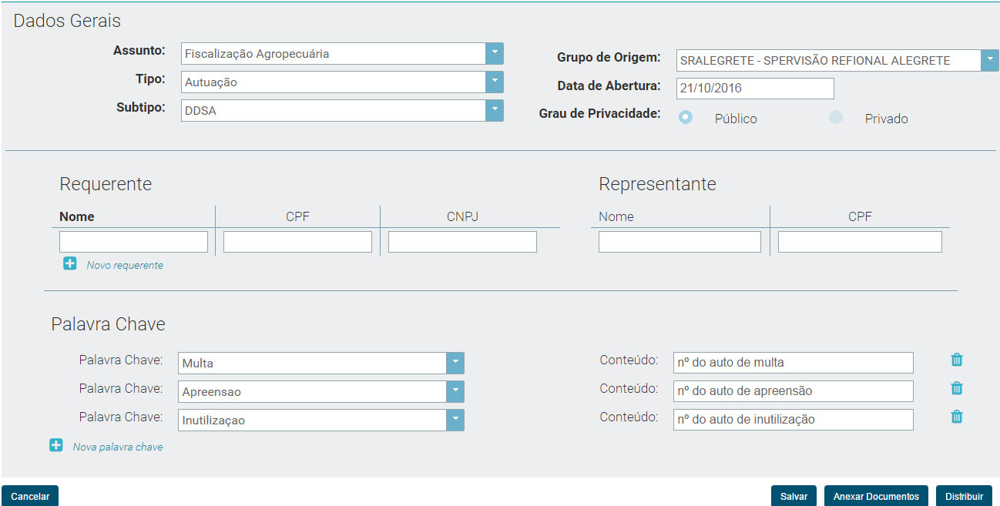 Dados Gerais
Assunto: Fiscalização Agropecuária
Tipo: Autuação
Subtipo: DDSA
Grupo de Origem: SRALEGRETE - SPERVISÃO REFIONAL ALEGRETE
Data de Abertura: 21/10/2016
Grau de Privacidade: Público Privado
Requerente
Nome CPF CNPJ
Novo requerente
Representante
Nome CPF
Palavra Chave
Palavra Chave: Multa Conteúdo: nº do auto de multa
Palavra Chave: Apreensao Conteúdo: nº do auto de apreensão
Palavra Chave: Inutilizaçao Conteúdo: nº do auto de inutilização
Nova palavra chave
Cancelar Salvar Anexar Documentos Distribuir